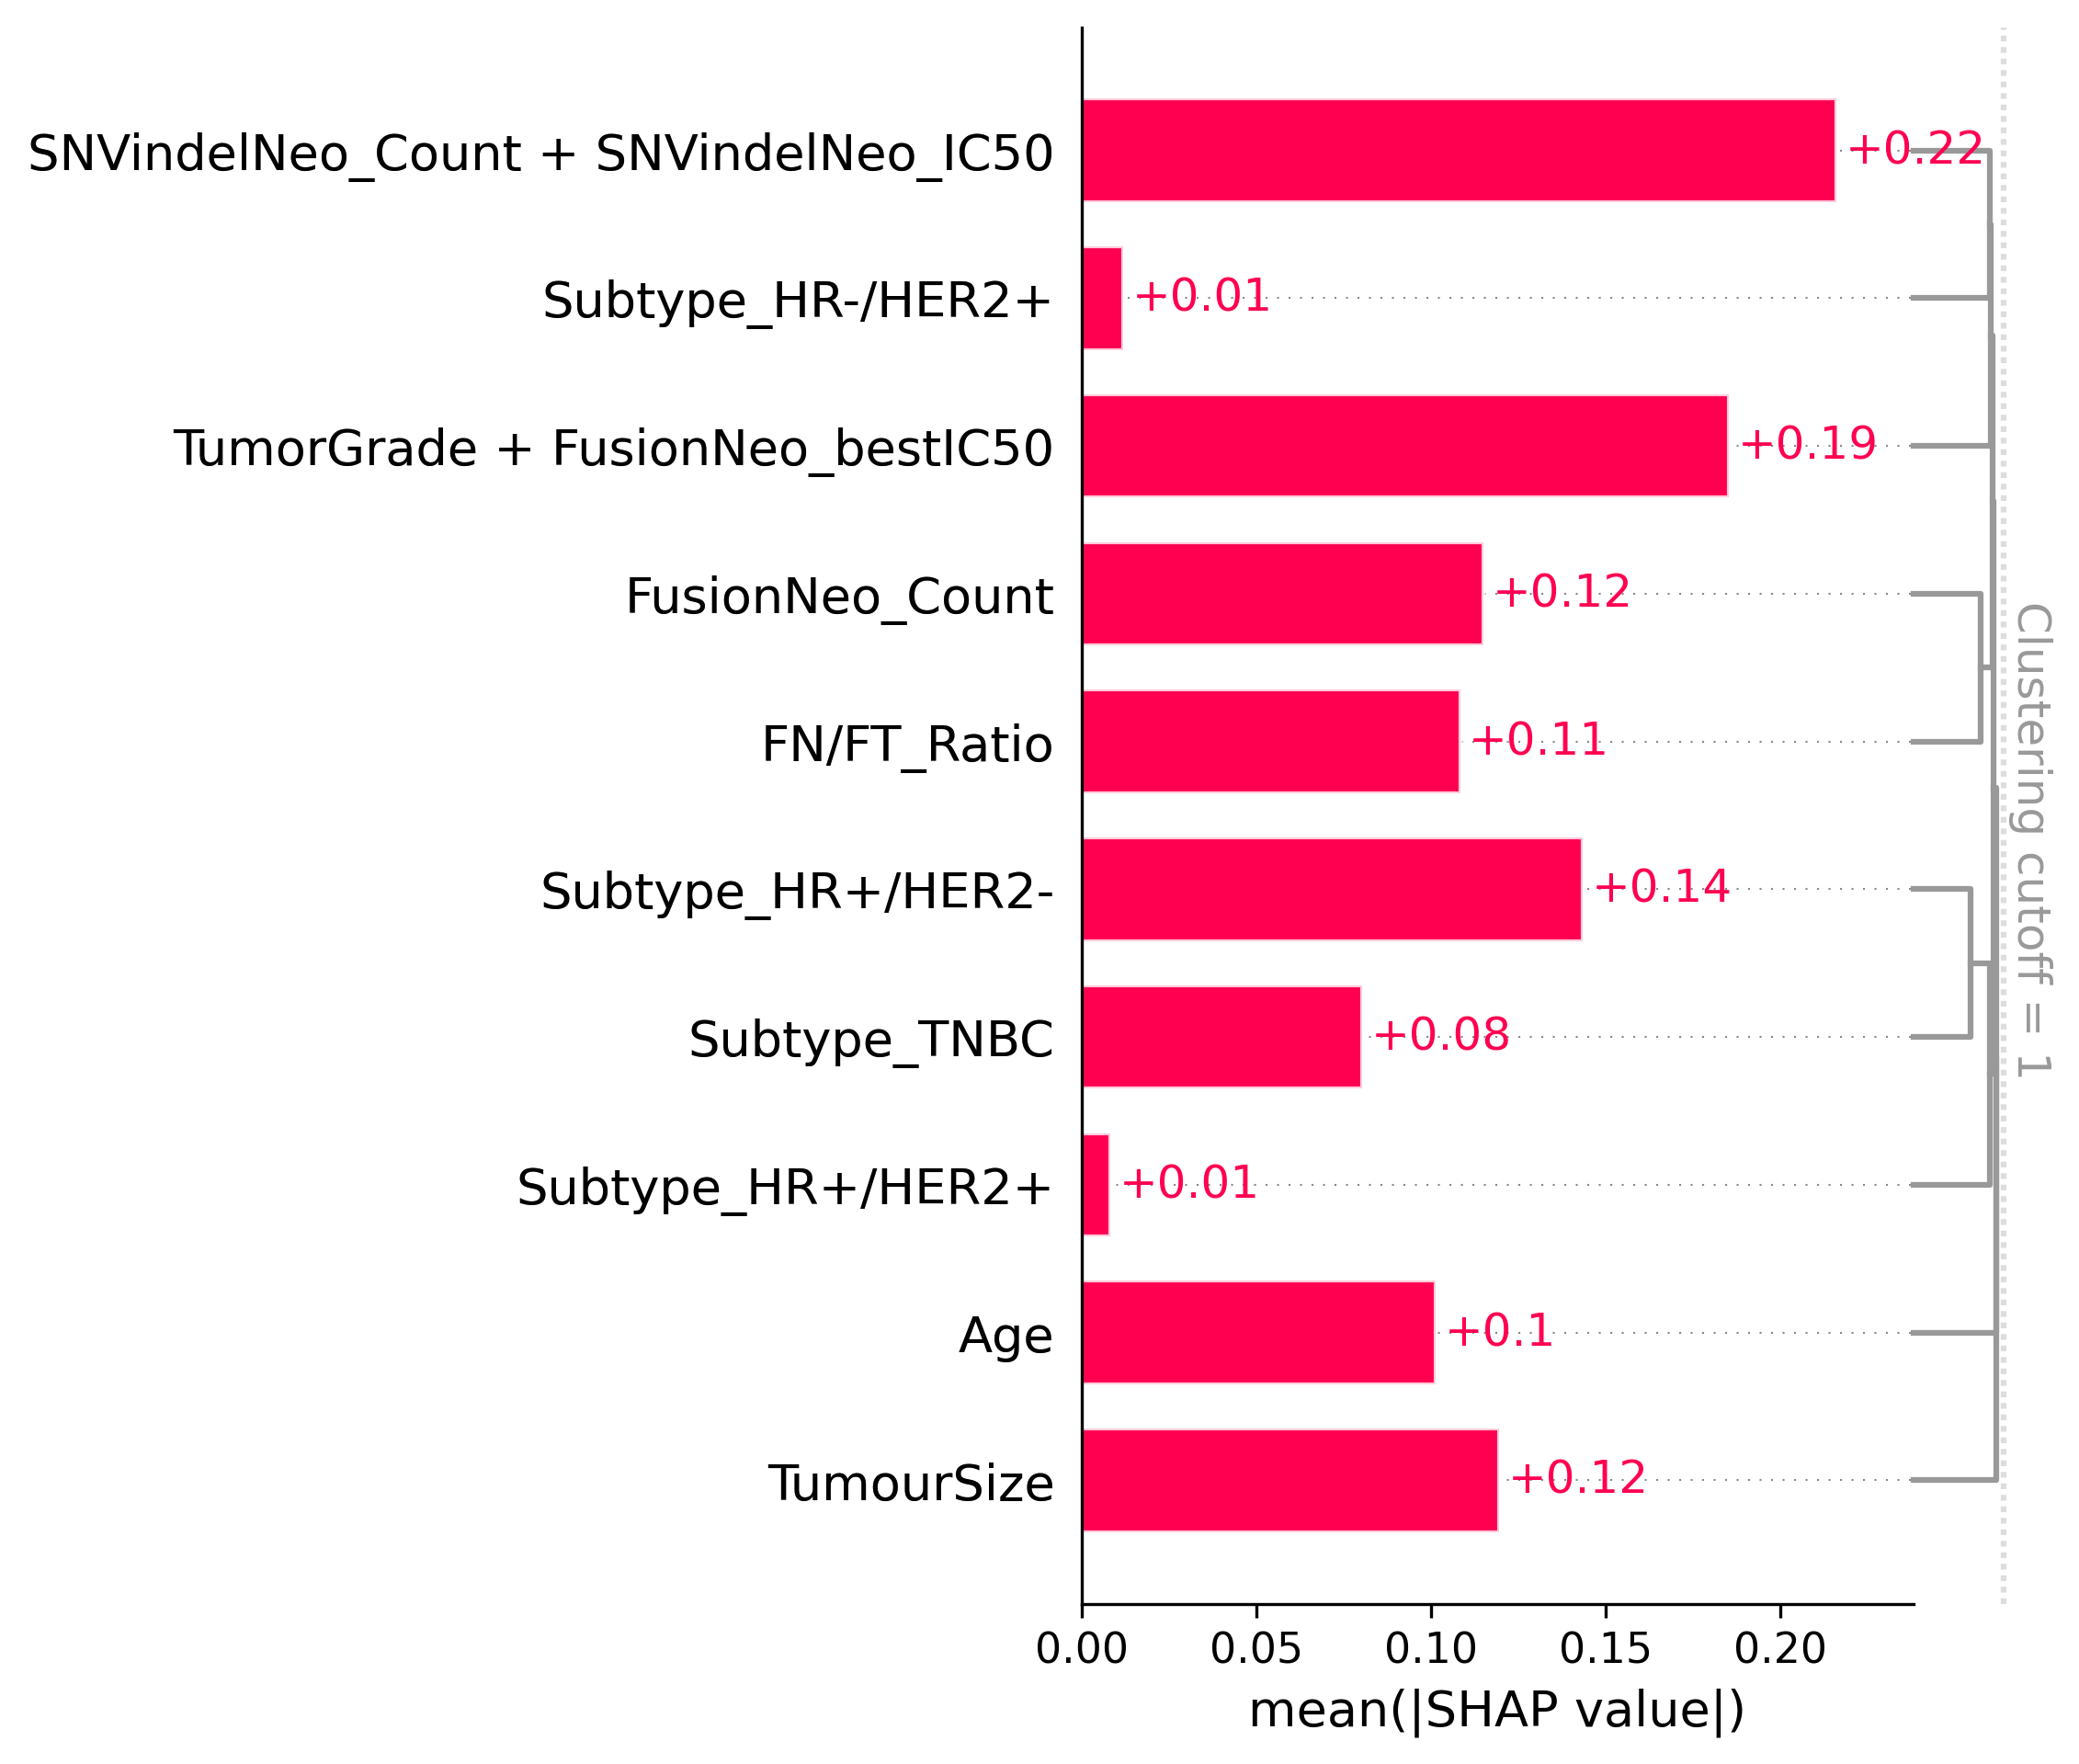 SNVindelNeo_Count + SNVindelNeo_IC50 +0.22
Subtype_HR-/HER2+ +0.01
TumorGrade + FusionNeo_bestIC50 +0.19
FusionNeo_Count +0.12
FN/FT_Ratio +0.11
Subtype_HR+/HER2- +0.14
Subtype_TNBC +0.08
Subtype_HR+/HER2+ +0.01
Age +0.1
TumourSize +0.12
Clustering cutoff = 1
0.00 0.05 0.10 0.15 0.20
mean(|SHAP value|)